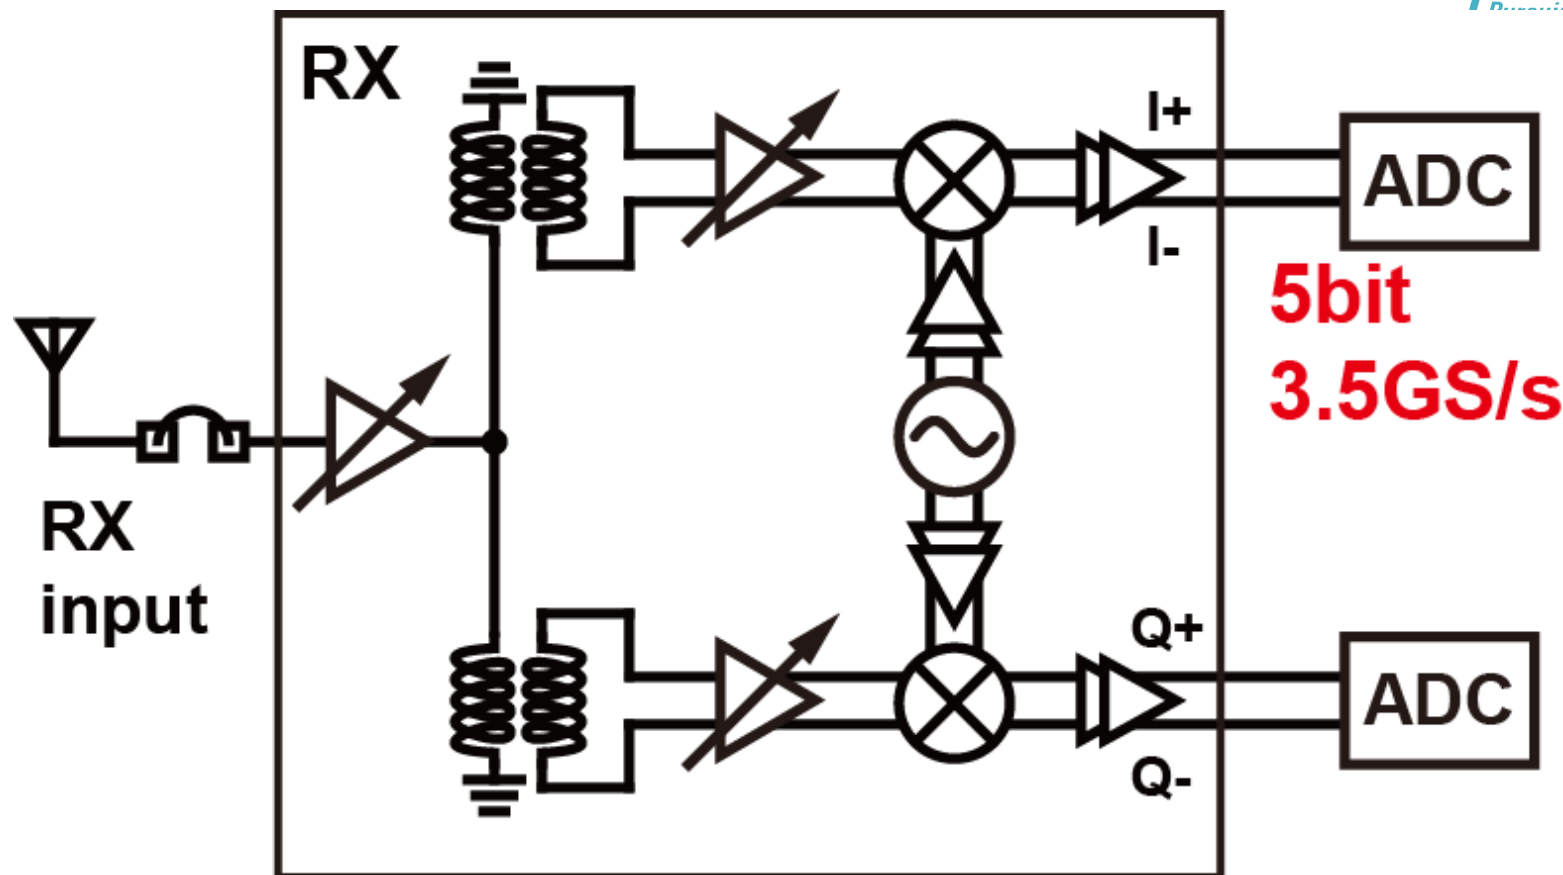 RX
I+
ADC
I-
5bit
3.5GS/s
RX
input
Q+
ADC
Q-